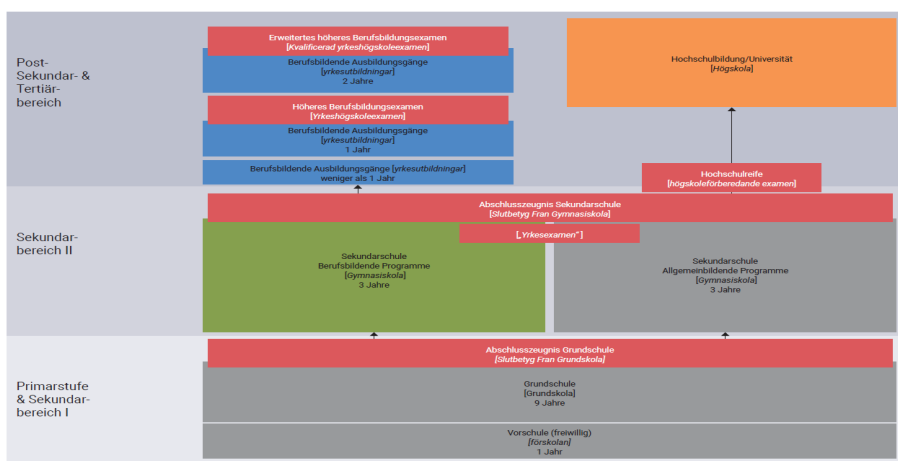 Post-
Sekundar- &
Tertiär-
bereich
Erweitertes höheres Berufsbildungsexamen
[Kvalificerad yrkeshögskoleexamen]
Berufsbildende Ausbildungsgänge
[yrkesutbildningar]
2 Jahre
Höheres Berufsbildungsexamen
[Yrkeshögskoleexamen]
Berufsbildende Ausbildungsgänge
[yrkesutbildningar]
1 Jahr
Berufsbildende Ausbildungsgänge [yrkesutbildningar]
weniger als 1 Jahr
Hochschulbildung/Universität
[Högskola]
Hochschulreife
[högskoleförberedande examen]
Sekundar-
bereich II
Abschlusszeugnis Sekundarschule
[Slutbetyg Fran Gymnasiskola]
[„Yrkesexamen“ ]
Sekundarschule
Berufsbildende Programme
[Gymnasiskola]
3 Jahre
Sekundarschule
Allgemeinbildende Programme
[Gymnasiskola]
3 Jahre
Primarstufe
& Sekundar-
bereich I
Abschlusszeugnis Grundschule
[Slutbetyg Fran Grundskola]
Grundschule
[Grundskola]
9 Jahre
Vorschule (freiwillig)
[förskolan]
1 Jahr